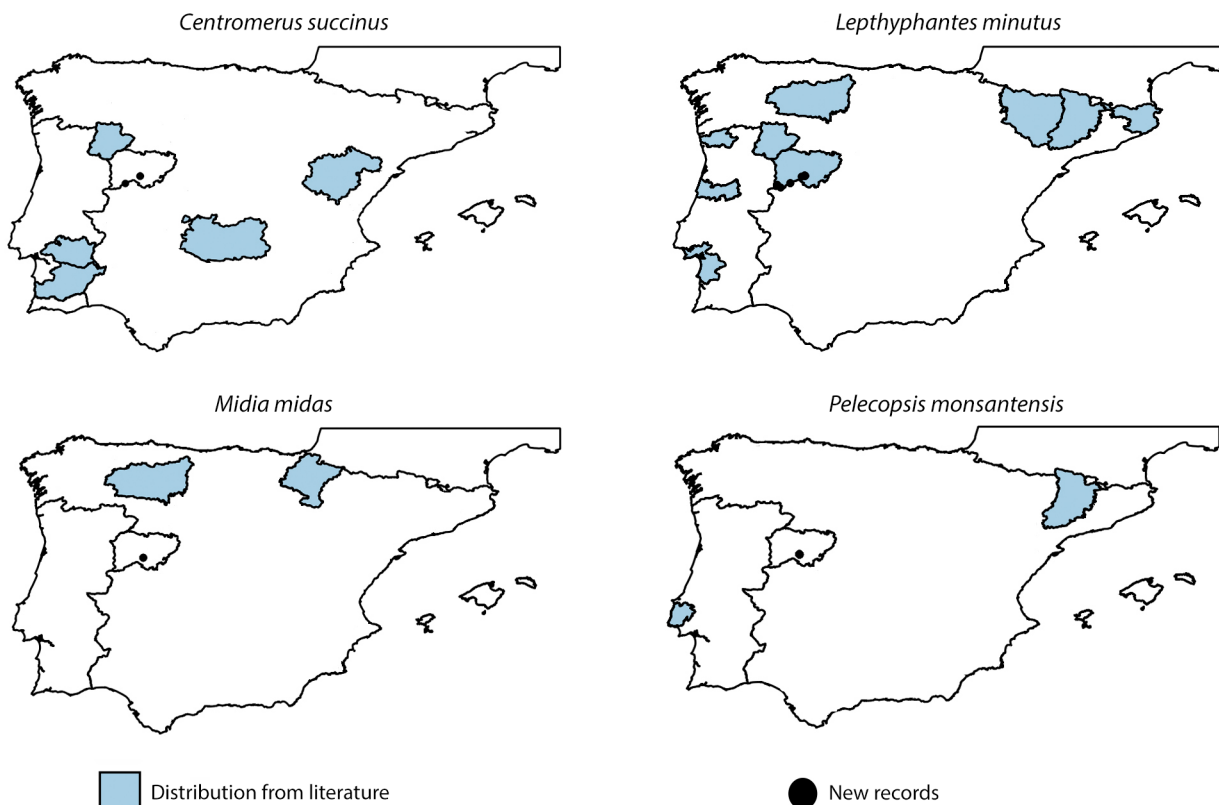 Centromerus succinus
Lepthyphantes minutus
Midia midas
Pelecopsis monsantensis
Distribution from literature
New records